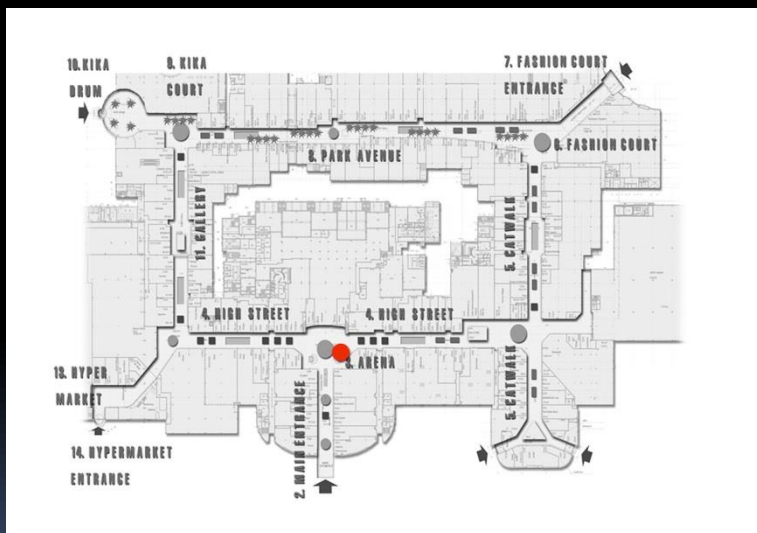 10. KIKA
DRUM
9. KIKA
COURT
7. FASHION COURT
ENTRANCE
6. FASHION COURT
8. PARK AVENUE
11. GALLERY
5. CATWALK
4. HIGH STREET
4. HIGH STREET
3. ARENA
13. HYPER
MARKET
5. CATWALK
2. MAIN ENTRANCE
14. HYPERMARKET
ENTRANCE